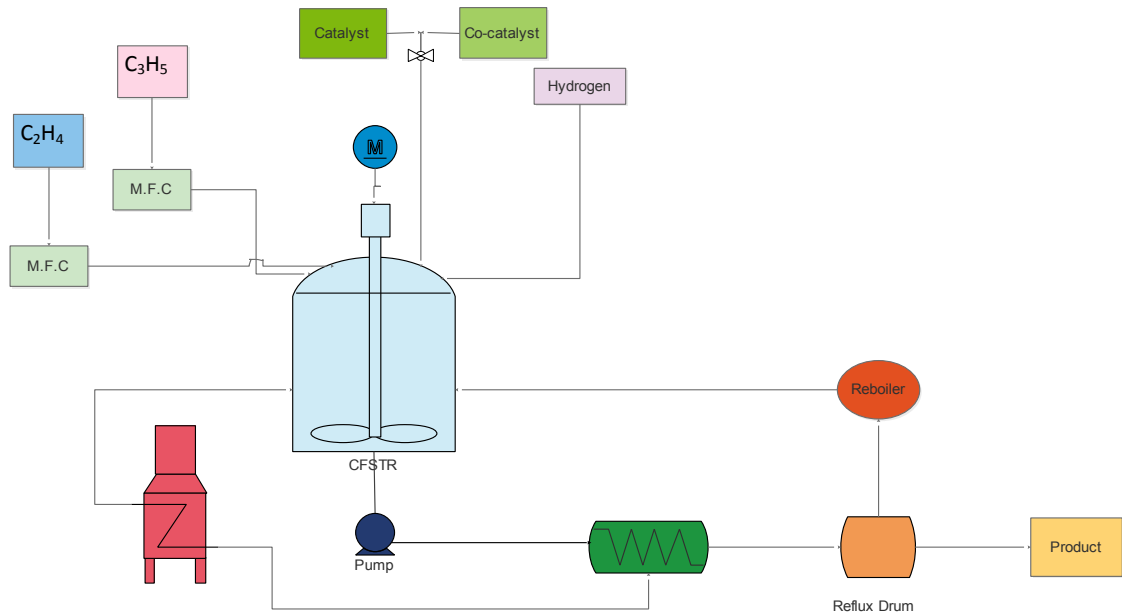 Catalyst
Co-catalyst
C₃H₅
Hydrogen
C₂H₄
M
M.F.C
M.F.C
Reboiler
CFSTR
Pump
Product
Reflux Drum